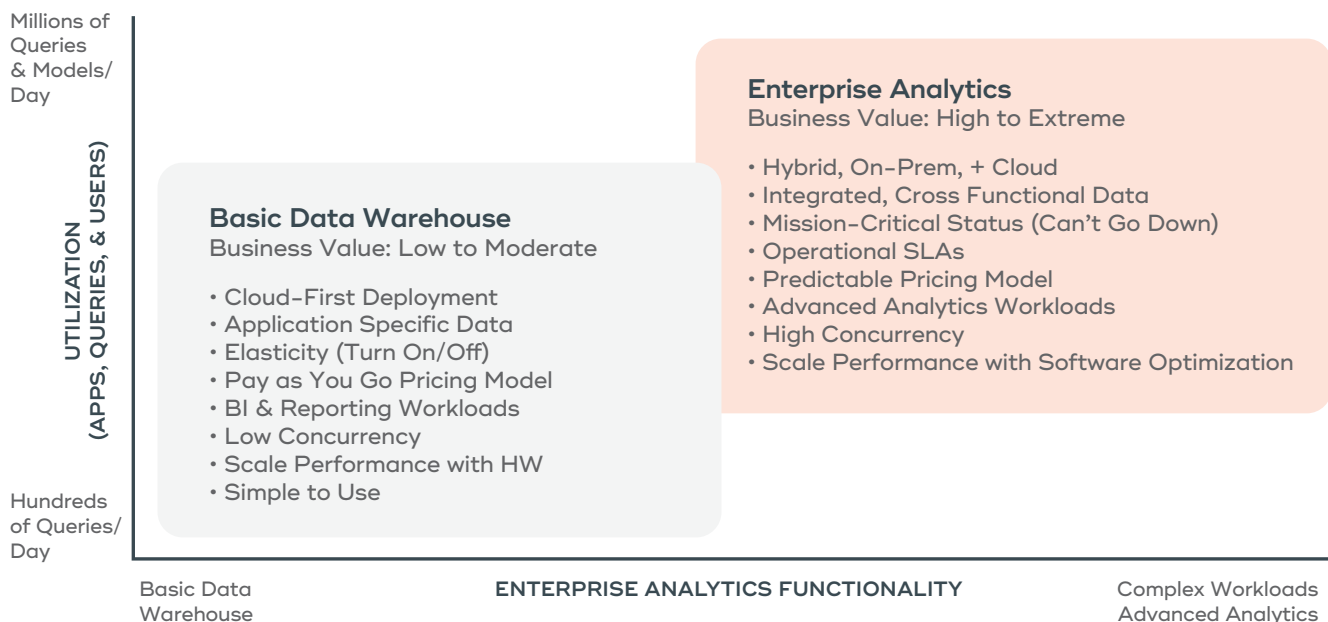 Millions of
Queries
& Models/
Day
UTILIZATION
(APPS, QUERIES, & USERS)
Hundreds
of Queries/
Day
Basic Data Warehouse
Business Value: Low to Moderate
• Cloud-First Deployment
• Application Specific Data
• Elasticity (Turn On/Off)
• Pay as You Go Pricing Model
• BI & Reporting Workloads
• Low Concurrency
• Scale Performance with HW
• Simple to Use
Enterprise Analytics
Business Value: High to Extreme
• Hybrid, On-Prem, + Cloud
• Integrated, Cross Functional Data
• Mission-Critical Status (Can’t Go Down)
• Operational SLAs
• Predictable Pricing Model
• Advanced Analytics Workloads
• High Concurrency
• Scale Performance with Software Optimization
Basic Data
Warehouse
ENTERPRISE ANALYTICS FUNCTIONALITY
Complex Workloads
Advanced Analytics